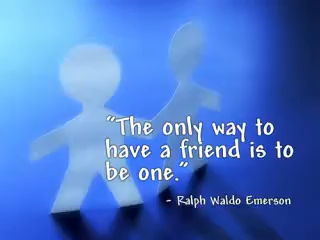 "The only way to
have a friend is to
be one."
- Ralph Waldo Emerson